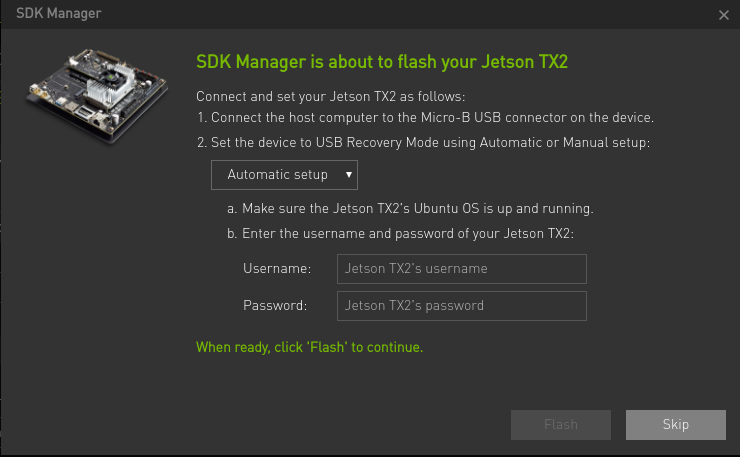 SDK Manager
SDK Manager is about to flash your Jetson TX2
Connect and set your Jetson TX2 as follows:
1. Connect the host computer to the Micro-B USB connector on the device.
2. Set the device to USB Recovery Mode using Automatic or Manual setup:
Automatic setup
a. Make sure the Jetson TX2's Ubuntu OS is up and running.
b. Enter the username and password of your Jetson TX2:
Username: Jetson TX2's username
Password: Jetson TX2's password
When ready, click 'Flash' to continue.
Flash Skip